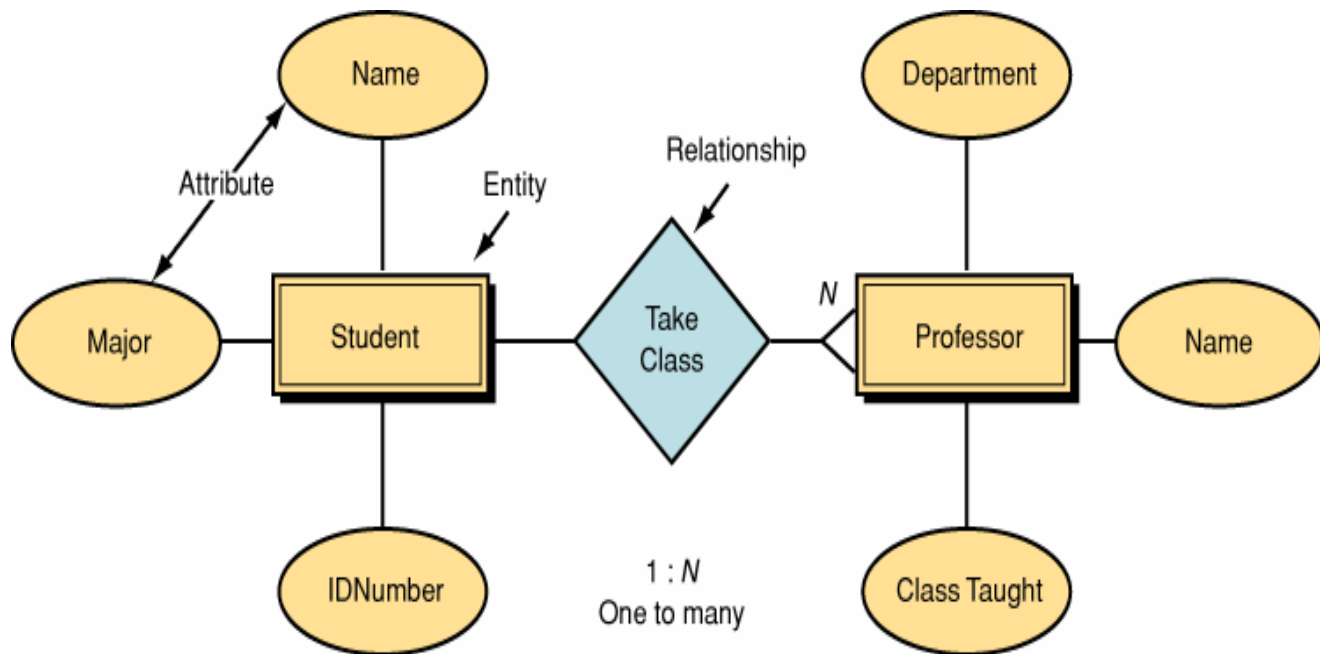 Name
Department
Relationship
Attribute
Entity
N
Major
Student
Take
Class
Professor
Name
IDNumber
1 : N
One to many
Class Taught